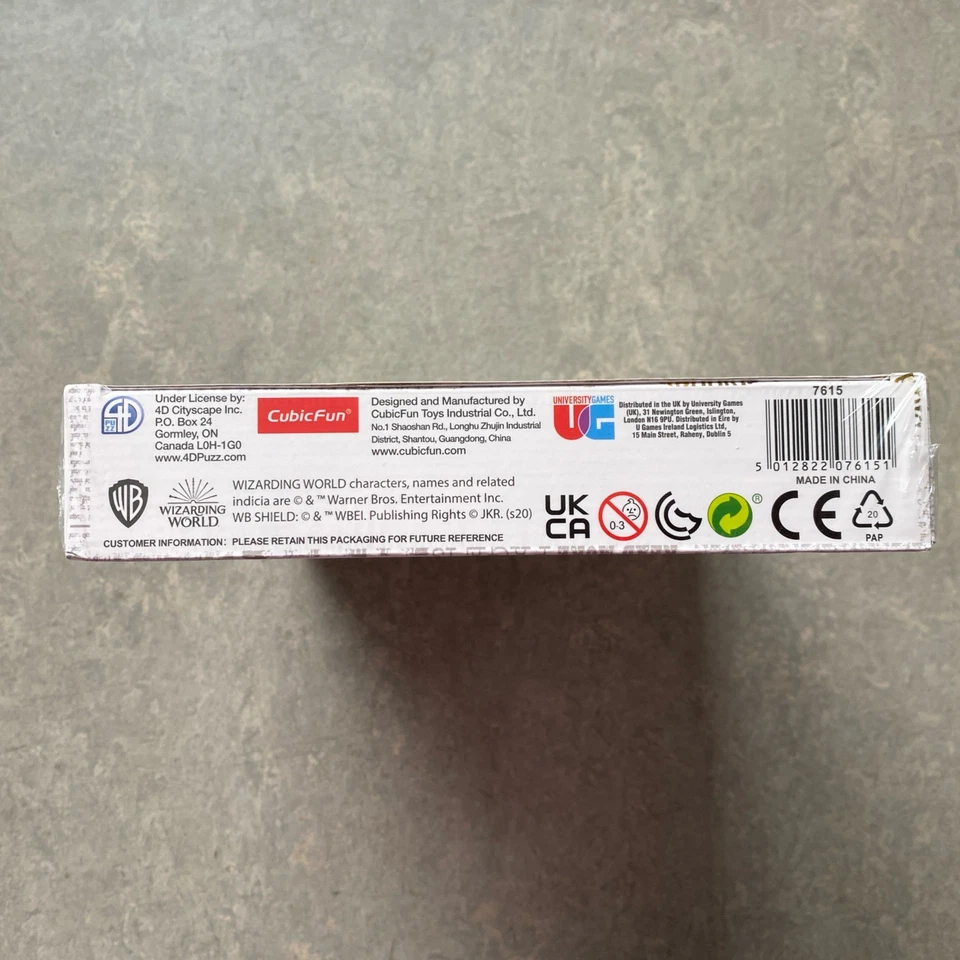 Under License by:
4D Cityscape Inc.
P.O. Box 24
Gormley, ON
Canada L0H-1G0
www.4DPuzz.com
4D
PUZZ
CubicFun®
Designed and Manufactured by
CubicFun Toys Industrial Co., Ltd.
No.1 Shaoshan Rd., Longhu Zhujin Industrial
District, Shantou, Guangdong, China
www.cubicfun.com
UNIVERSITY GAMES
UG
Distributed in the UK by University Games
(UK), 31 Newington Green, Islington,
London N16 9PU. Distributed in Eire by
U Games Ireland Logistics Ltd,
15 Main Street, Raheny, Dublin 5
7615
5 012822 076151
MADE IN CHINA
WB
WIZARDING
WORLD
WIZARDING WORLD characters, names and related
indicia are © & ™ Warner Bros. Entertainment Inc.
WB SHIELD: © & ™ WBEI. Publishing Rights © JKR. (s20)
UK
CA
0-3
®
CE
20
PAP
CUSTOMER INFORMATION: PLEASE RETAIN THIS PACKAGING FOR FUTURE REFERENCE